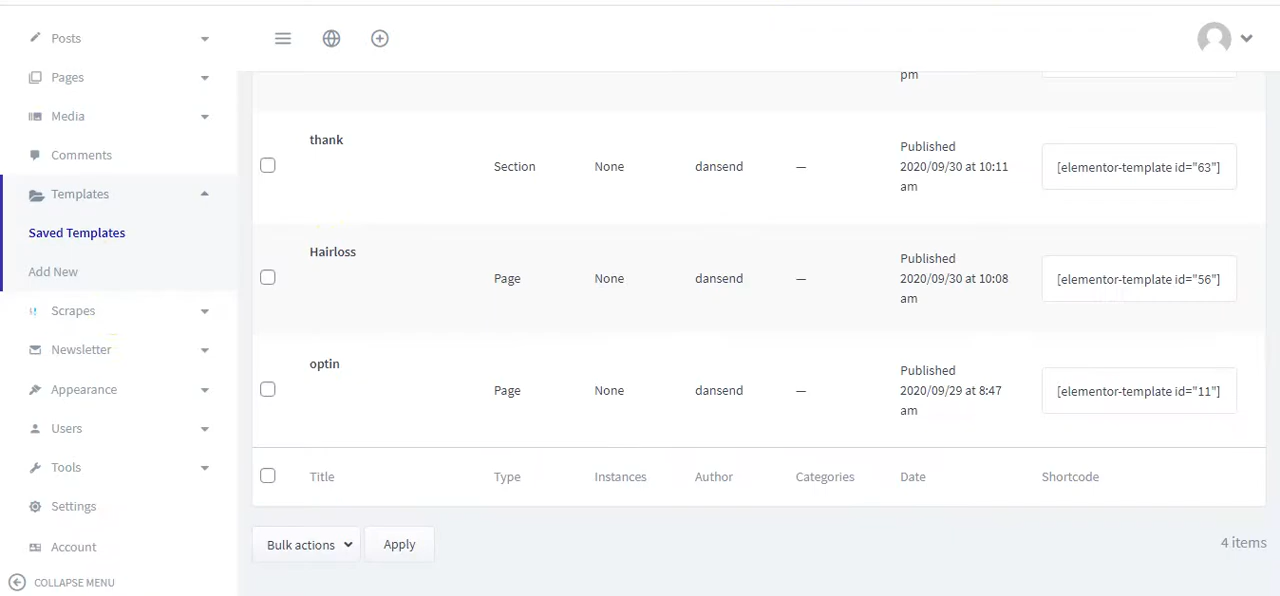 Posts
Pages
Media
Comments
Templates
Saved Templates
Add New
Scrapes
Newsletter
Appearance
Users
Tools
Settings
Account
COLLAPSE MENU
pm
thank
Section
None
dansend
—
Published
2020/09/30 at 10:11
am
[elementor-template id="63"]
Hairloss
Page
None
dansend
—
Published
2020/09/30 at 10:08
am
[elementor-template id="56"]
optin
Page
None
dansend
—
Published
2020/09/29 at 8:47
am
[elementor-template id="11"]
Title
Type
Instances
Author
Categories
Date
Shortcode
Bulk actions
Apply
4 items